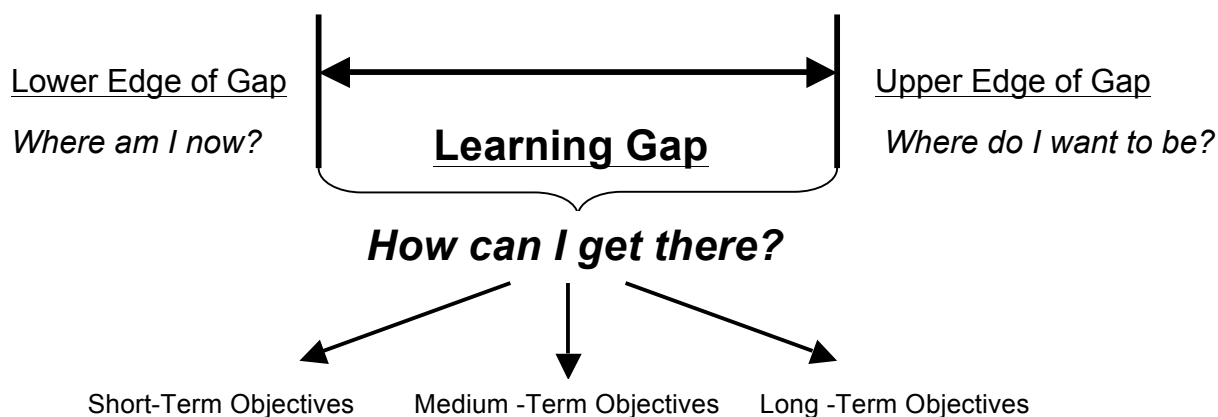 Lower Edge of Gap
Upper Edge of Gap
Where am I now?
Learning Gap
Where do I want to be?
How can I get there?
Short-Term Objectives
Medium -Term Objectives
Long -Term Objectives